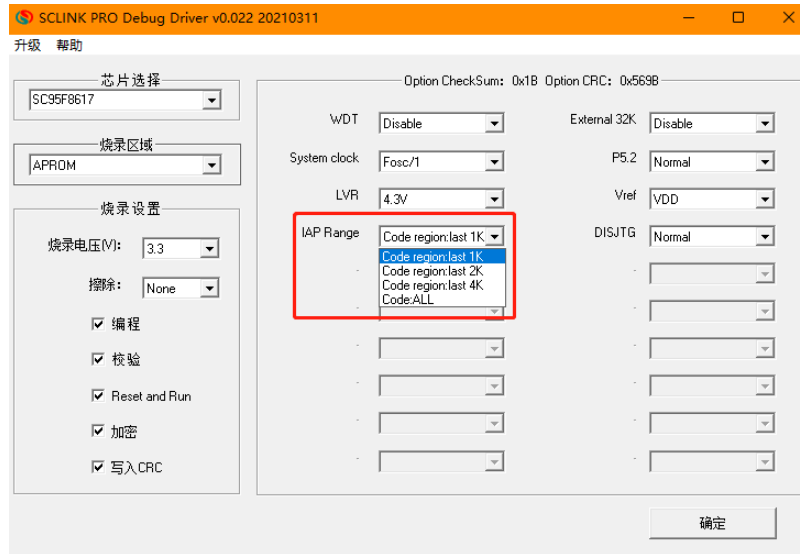 SCLINK PRO Debug Driver v0.022 20210311
升级 帮助
芯片选择
SC95F8617
烧录区域
APROM
烧录设置
烧录电压(V): 3.3
擦除: None
编程
校验
Reset and Run
加密
写入CRC
Option CheckSum: 0x1B Option CRC: 0x569B
WDT Disable External 32K Disable
System clock Fosc/1 P5.2 Normal
LVR 4.3V Vref VDD
IAP Range Code region:last 1K DISJTG Normal
Code region:last 1K
Code region:last 2K
Code region:last 4K
Code:ALL
确定